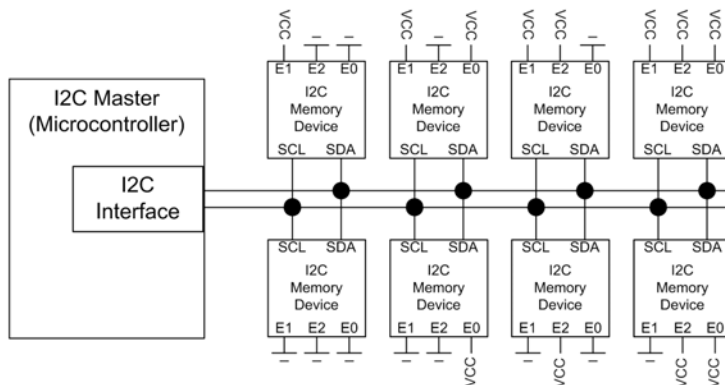 VCC
VCC VCC
VCC VCC
VCC VCC VCC
E1 E2 E0
I2C
Memory
Device
SCL SDA
E1 E2 E0
I2C
Memory
Device
SCL SDA
E1 E2 E0
I2C
Memory
Device
SCL SDA
E1 E2 E0
I2C
Memory
Device
SCL SDA
I2C Master
(Microcontroller)
I2C
Interface
SCL SDA
I2C
Memory
Device
E1 E2 E0
SCL SDA
I2C
Memory
Device
E1 E2 E0
VCC
SCL SDA
I2C
Memory
Device
E1 E2 E0
VCC
SCL SDA
I2C
Memory
Device
E1 E2 E0
VCC VCC